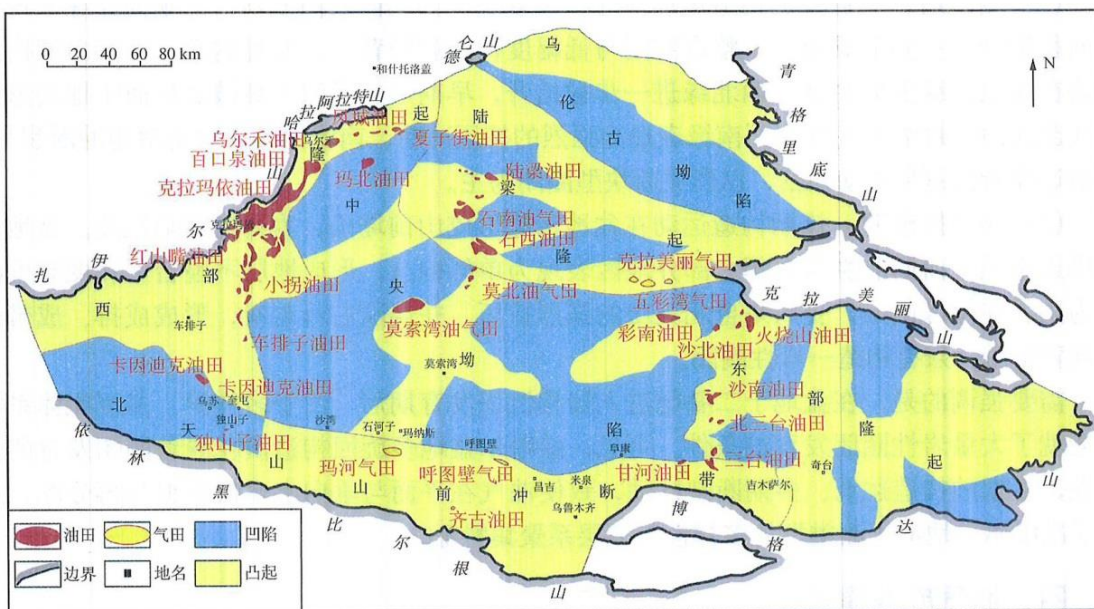 0 20 40 60 80 km
N
和什托洛盖
德仑山
乌伦古坳陷
青格里底山
哈拉阿拉特山
风城油田
夏子街油田
乌尔禾油田
乌尔禾
百口泉油田
克拉玛依油田
玛北油田
陆梁油田
陆梁隆起
石南油气田
石西油田
克拉美丽气田
红山嘴油田
小拐油田
莫北油气田
五彩湾气田
克拉美丽山
扎伊尔山
西部隆起
中央坳陷
车排子
车排子油田
莫索湾油气田
莫索湾
彩南油田
沙北油田
火烧山油田
卡因迪克油田
卡因迪克油田
乌苏
奎屯
独山子
独山子油田
沙湾
石河子
玛纳斯
呼图壁
阜康
沙南油田
北三台油田
三台油田
东部隆起
奇台
吉木萨尔
玛河气田
呼图壁气田
昌吉
米泉
乌鲁木齐
甘河油田
齐古油田
北天山山前冲断带
依林黑比尔根山
博格达山
油田
气田
凹陷
边界
地名
凸起